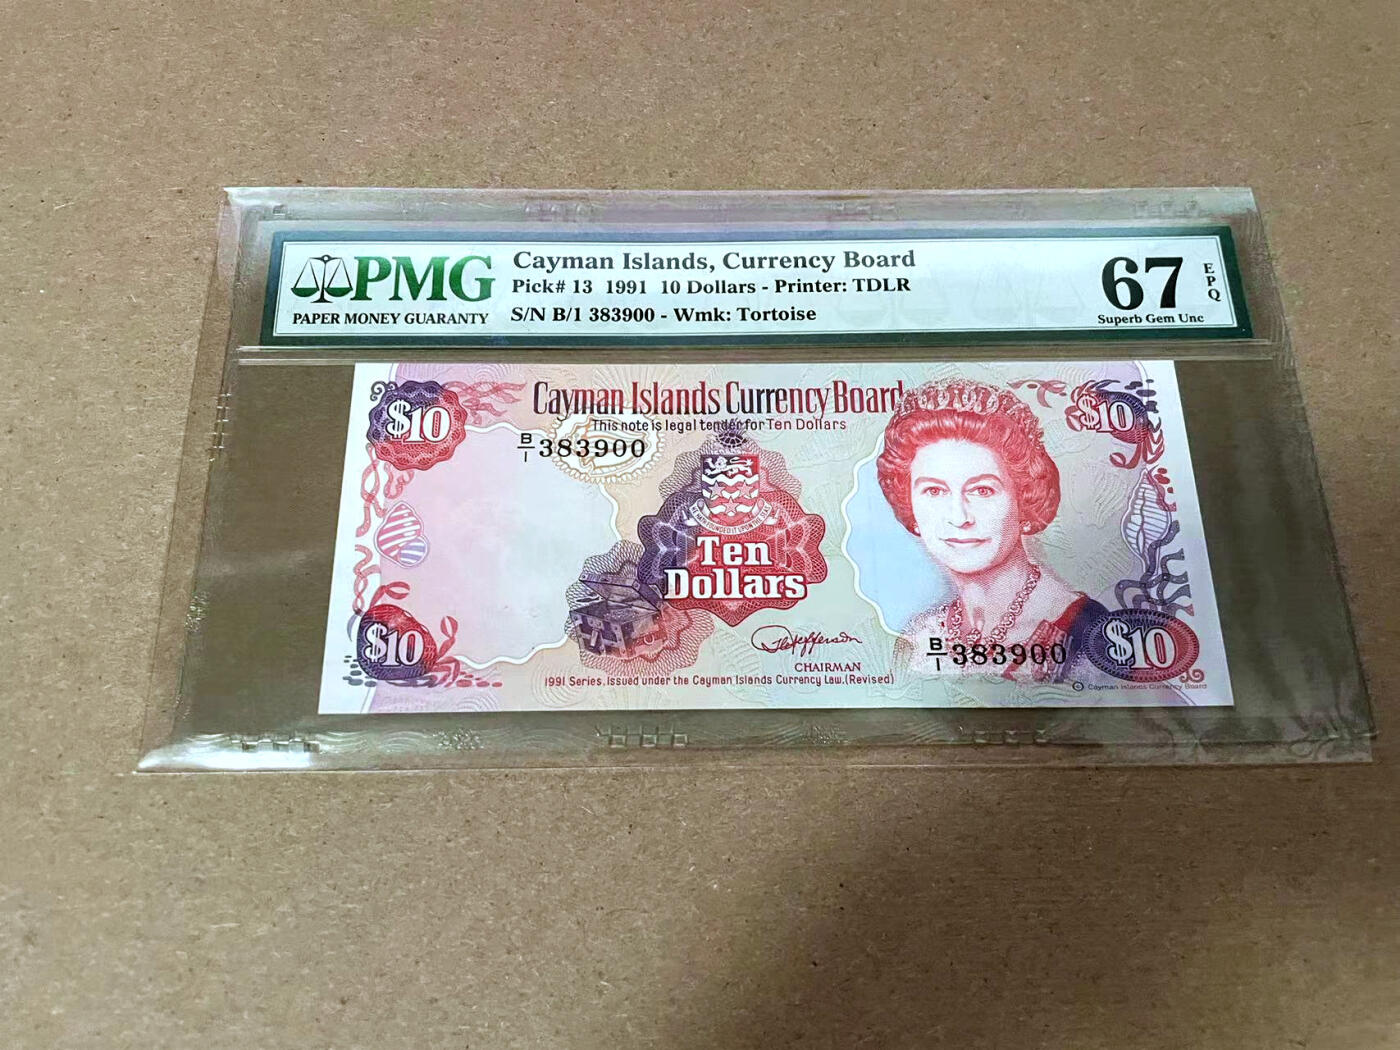 PMG
PAPER MONEY GUARANTY
Cayman Islands, Currency Board
Pick# 13 1991 10 Dollars - Printer: TDLR
S/N B/1 383900 - Wmk: Tortoise
67
EPQ
Superb Gem Unc
$10
Cayman Islands Currency Board
This note is legal tender for Ten Dollars
$10
B/1 383900
Ten
Dollars
$10
CHAIRMAN
B/1 383900
$10
1991 Series, Issued under the Cayman Islands Currency Law.(Revised)
© Cayman Islands Currency Board